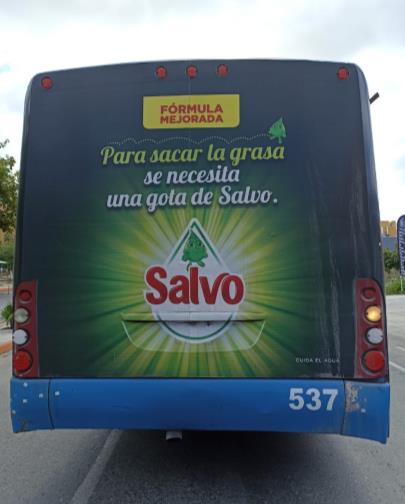 FÓRMULA
MEJORADA
Para sacar la grasa
se necesita
una gota de Salvo.
Salvo
CUIDA EL AGUA
537